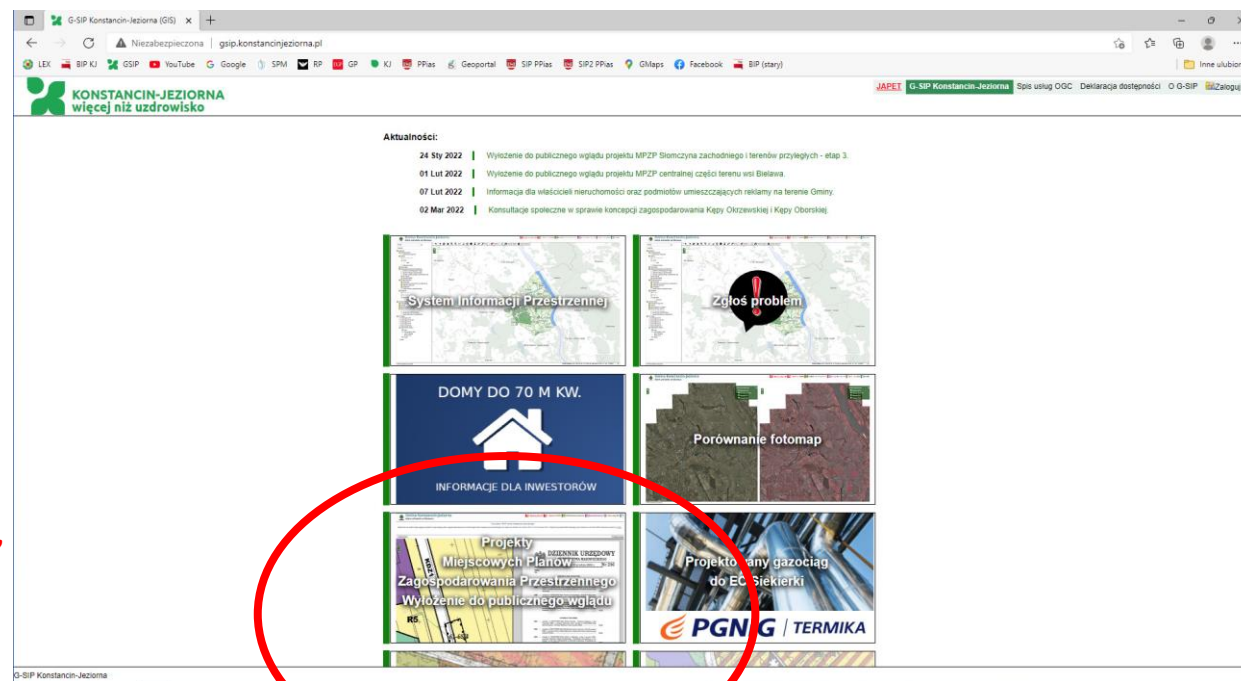 G-SIP Konstancin-Jeziorna (GIS)
Niezabezpieczona | gsip.konstancinjeziorna.pl
LEX BIP KJ GSIP YouTube Google SPM RP GP KJ PPias Geoportal SIP PPias SIP2 PPias GMaps Facebook BIP (stary) Inne ulubion
KONSTANCIN-JEZIORNA
więcej niż uzdrowisko
JAPET G-SIP Konstancin-Jeziorna Spis usług OGC Deklaracja dostępności O G-SIP Zaloguj
Aktualności:
24 Sty 2022 Wyłożenie do publicznego wglądu projektu MPZP Słomczyna zachodniego i terenów przyległych - etap 3.
01 Lut 2022 Wyłożenie do publicznego wglądu projektu MPZP centralnej części terenu wsi Bielawa.
07 Lut 2022 Informacja dla właścicieli nieruchomości oraz podmiotów umieszczających reklamy na terenie Gminy.
02 Mar 2022 Konsultacje społeczne w sprawie koncepcji zagospodarowania Kępy Okrzewskiej i Kępy Oborskiej.
System Informacji Przestrzennej
Zgłoś problem
DOMY DO 70 M KW.
INFORMACJE DLA INWESTORÓW
Porównanie fotomap
Projekty
Miejscowych Planów
Zagospodarowania Przestrzennego
Wyłożenie do publicznego wglądu
DZIENNIK URZĘDOWY
R5
Projektowany gazociąg
do EC Siekierki
PGNiG | TERMIKA
G-SIP Konstancin-Jeziorna